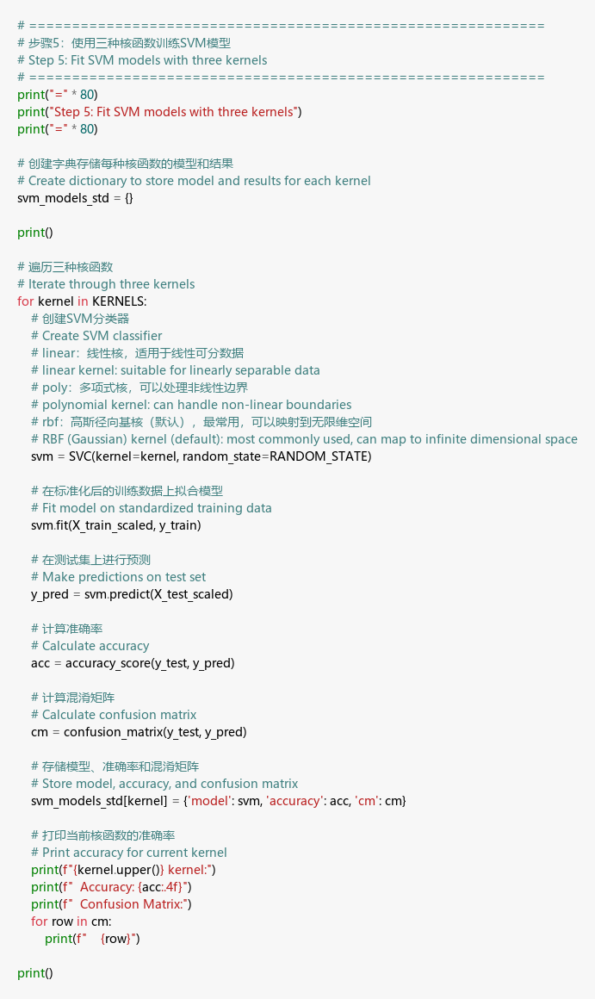 # ============================================================
# 步骤5：使用三种核函数训练SVM模型
# Step 5: Fit SVM models with three kernels
# ============================================================
print("=" * 80)
print("Step 5: Fit SVM models with three kernels")
print("=" * 80)

# 创建字典存储每种核函数的模型和结果
# Create dictionary to store model and results for each kernel
svm_models_std = {}

print()

# 遍历三种核函数
# Iterate through three kernels
for kernel in KERNELS:
    # 创建SVM分类器
    # Create SVM classifier
    # linear：线性核，适用于线性可分数据
    # linear kernel: suitable for linearly separable data
    # poly：多项式核，可以处理非线性边界
    # polynomial kernel: can handle non-linear boundaries
    # rbf：高斯径向基核（默认），最常用，可以映射到无限维空间
    # RBF (Gaussian) kernel (default): most commonly used, can map to infinite dimensional space
    svm = SVC(kernel=kernel, random_state=RANDOM_STATE)

    # 在标准化后的训练数据上拟合模型
    # Fit model on standardized training data
    svm.fit(X_train_scaled, y_train)

    # 在测试集上进行预测
    # Make predictions on test set
    y_pred = svm.predict(X_test_scaled)

    # 计算准确率
    # Calculate accuracy
    acc = accuracy_score(y_test, y_pred)

    # 计算混淆矩阵
    # Calculate confusion matrix
    cm = confusion_matrix(y_test, y_pred)

    # 存储模型、准确率和混淆矩阵
    # Store model, accuracy, and confusion matrix
    svm_models_std[kernel] = {'model': svm, 'accuracy': acc, 'cm': cm}

    # 打印当前核函数的准确率
    # Print accuracy for current kernel
    print(f"{kernel.upper()} kernel:")
    print(f"  Accuracy: {acc:.4f}")
    print(f"  Confusion Matrix:")
    for row in cm:
        print(f"    {row}")

print()